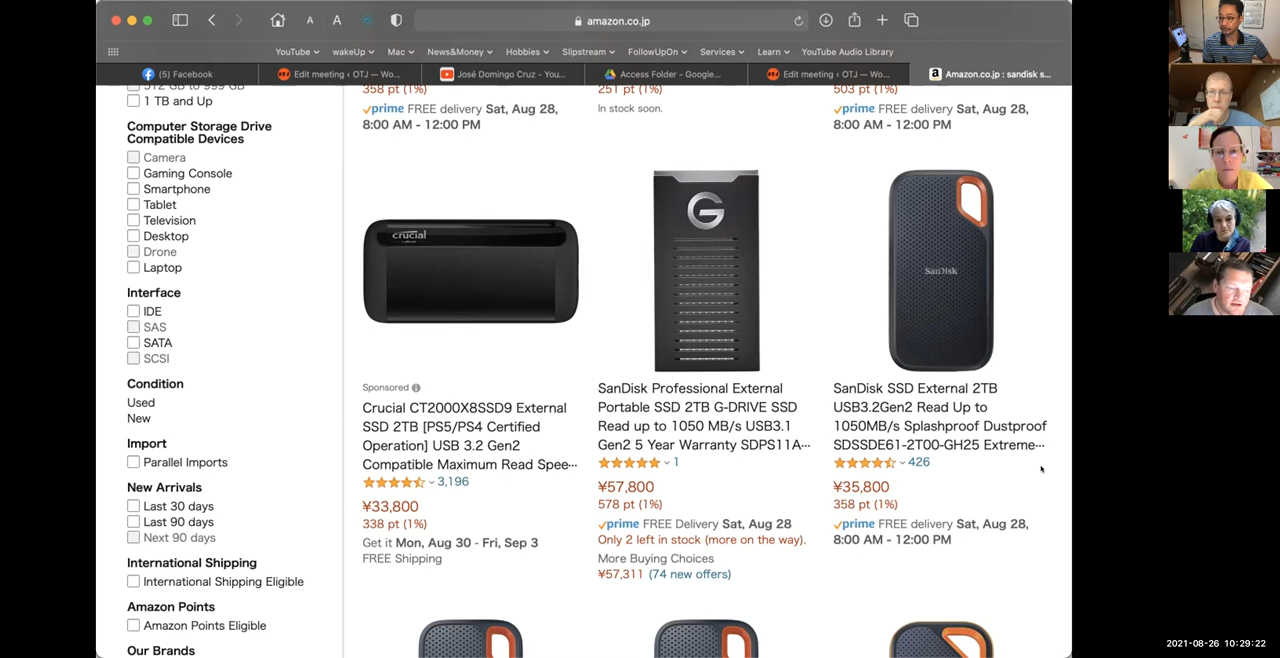 A A amazon.co.jp
YouTube wakeUp Mac News&Money Hobbies Slipstream FollowUpOn Services Learn YouTube Audio Library
(5) Facebook Edit meeting ‹ OTJ — Wo... José Domingo Cruz - You... Access Folder - Google... Edit meeting ‹ OTJ — Wo... a Amazon.co.jp : sandisk s...
512 GB to 999 GB
1 TB and Up
Computer Storage Drive
Compatible Devices
Camera
Gaming Console
Smartphone
Tablet
Television
Desktop
Drone
Laptop
Interface
IDE
SAS
SATA
SCSI
Condition
Used
New
Import
Parallel Imports
New Arrivals
Last 30 days
Last 90 days
Next 90 days
International Shipping
International Shipping Eligible
Amazon Points
Amazon Points Eligible
Our Brands
358 pt (1%)
prime FREE delivery Sat, Aug 28,
8:00 AM - 12:00 PM
251 pt (1%)
In stock soon.
503 pt (1%)
prime FREE delivery Sat, Aug 28,
8:00 AM - 12:00 PM
crucial
Sponsored
Crucial CT2000X8SSD9 External
SSD 2TB [PS5/PS4 Certified
Operation] USB 3.2 Gen2
Compatible Maximum Read Spee···
3,196
¥33,800
338 pt (1%)
Get it Mon, Aug 30 - Fri, Sep 3
FREE Shipping
G
SanDisk Professional External
Portable SSD 2TB G-DRIVE SSD
Read up to 1050 MB/s USB3.1
Gen2 5 Year Warranty SDPS11A···
1
¥57,800
578 pt (1%)
prime FREE Delivery Sat, Aug 28
Only 2 left in stock (more on the way).
More Buying Choices
¥57,311 (74 new offers)
SanDisk
SanDisk SSD External 2TB
USB3.2Gen2 Read Up to
1050MB/s Splashproof Dustproof
SDSSDE61-2T00-GH25 Extreme···
426
¥35,800
358 pt (1%)
prime FREE delivery Sat, Aug 28,
8:00 AM - 12:00 PM
2021-08-26 10:29:22